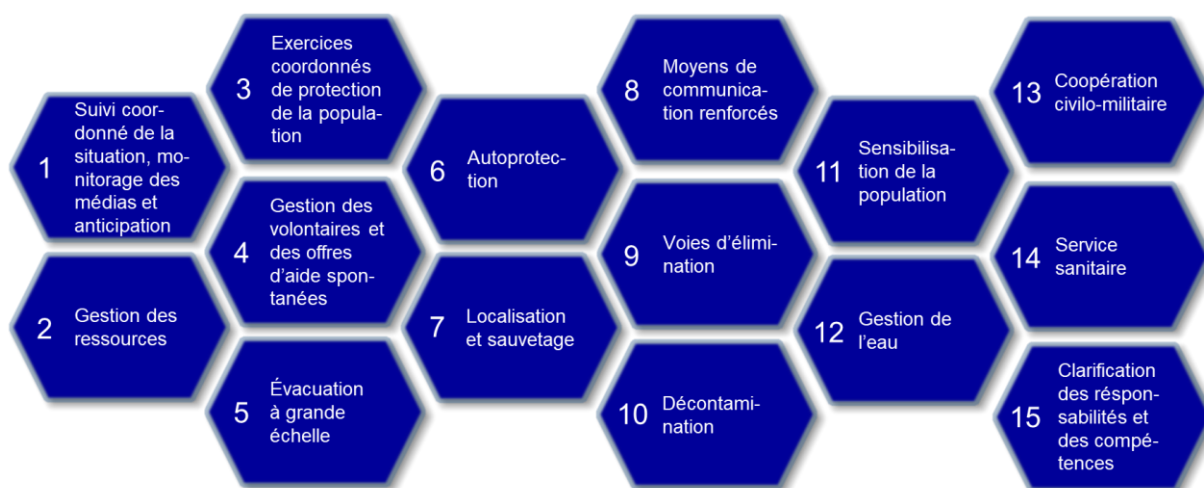 1
Suivi coor-
donné de la
situation, mo-
nitorage des
médias et
anticipation
2
Gestion des
ressources
3
Exercices
coordonnés
de protection
de la popula-
tion
4
Gestion des
volontaires et
des offres
d'aide spon-
tanées
5
Évacuation
à grande
échelle
6
Autoprotec-
tion
7
Localisation
et sauvetage
8
Moyens de
communica-
tion renforcés
9
Voies d'élimi-
nation
10
Décontami-
nation
11
Sensibilisa-
tion de la
population
12
Gestion de
l'eau
13
Coopération
civilo-militaire
14
Service
sanitaire
15
Clarification
des résponsa-
bilités et
des compé-
tences